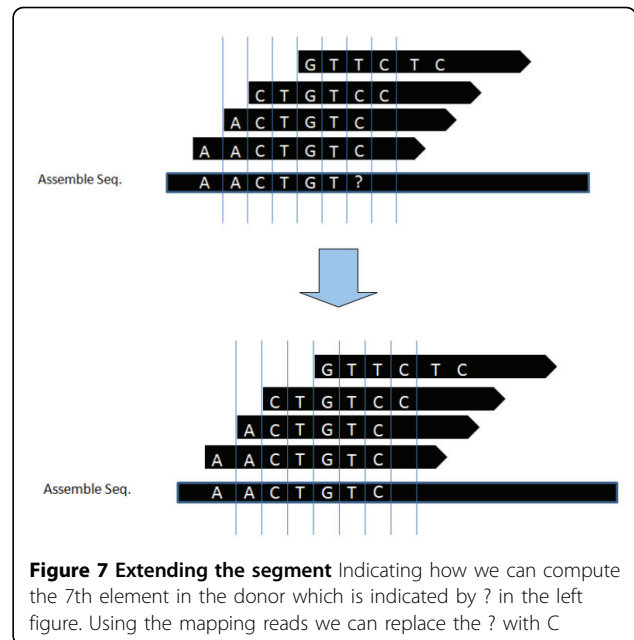 G T T C T C
C T G T C C
A C T G T C
A A C T G T C
Assemble Seq. A A C T G T ?
G T T C T C
C T G T C C
A C T G T C
A A C T G T C
Assemble Seq. A A C T G T C
Figure 7 Extending the segment Indicating how we can compute
the 7th element in the donor which is indicated by ? in the left
figure. Using the mapping reads we can replace the ? with C